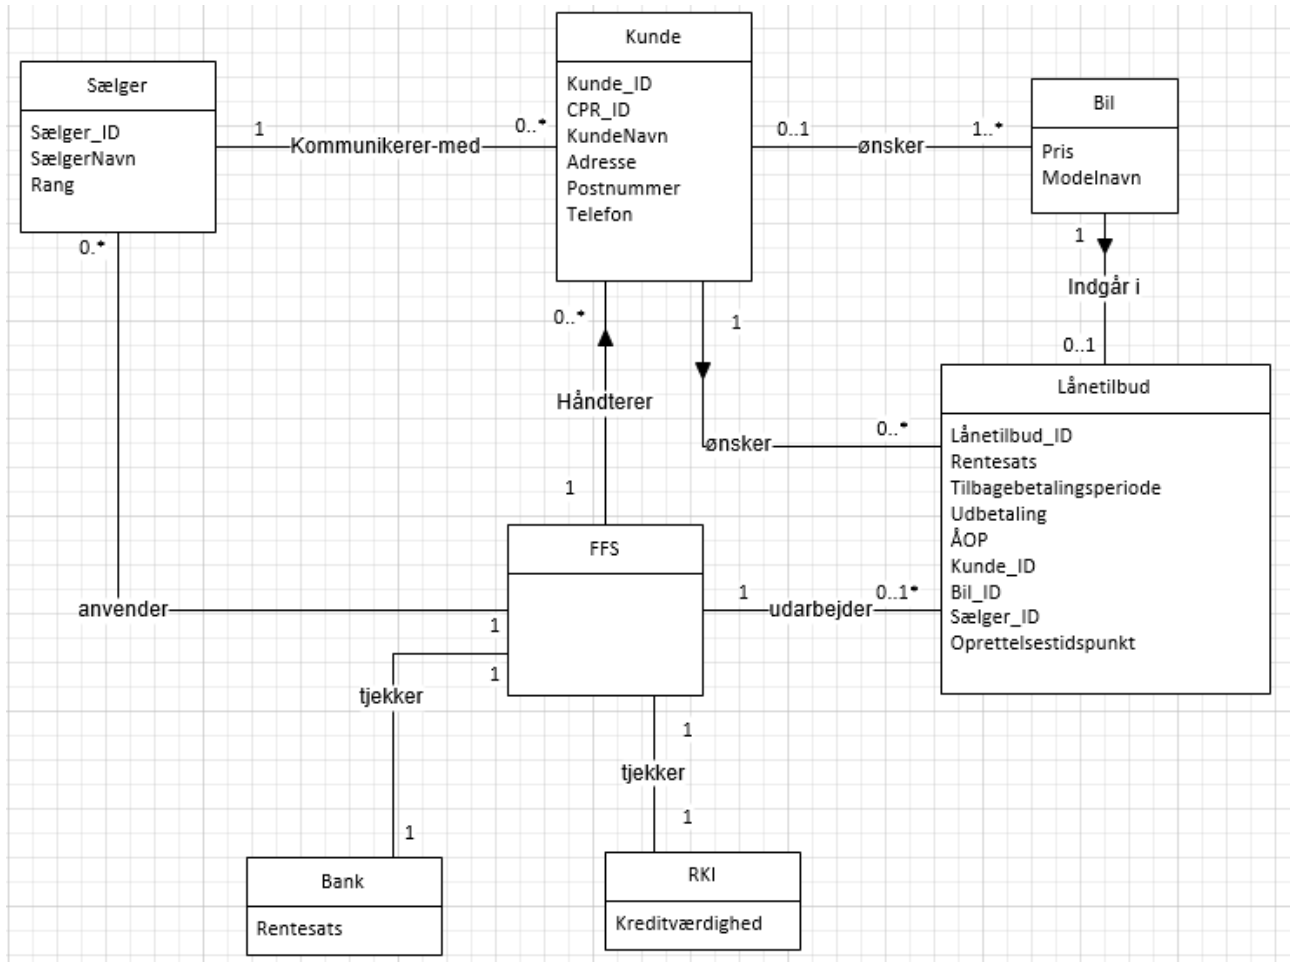 Kunde
Kunde_ID
CPR_ID
KundeNavn
Adresse
Postnummer
Telefon
Sælger
Sælger_ID
SælgerNavn
Rang
Bil
Pris
Modelnavn
1
Kommunikerer-med
0..*
0..1
ønsker
1..*
0..*
1
Indgår i
0..1
0..*
Håndterer
1
1
ønsker
0..*
Lånetilbud
Lånetilbud_ID
Rentesats
Tilbagebetalingsperiode
Udbetaling
ÅOP
Kunde_ID
Bil_ID
Sælger_ID
Oprettelsestidspunkt
FFS
anvender
1
1
udarbejder
0..1*
1
tjekker
1
1
tjekker
1
Bank
Rentesats
RKI
Kreditværdighed